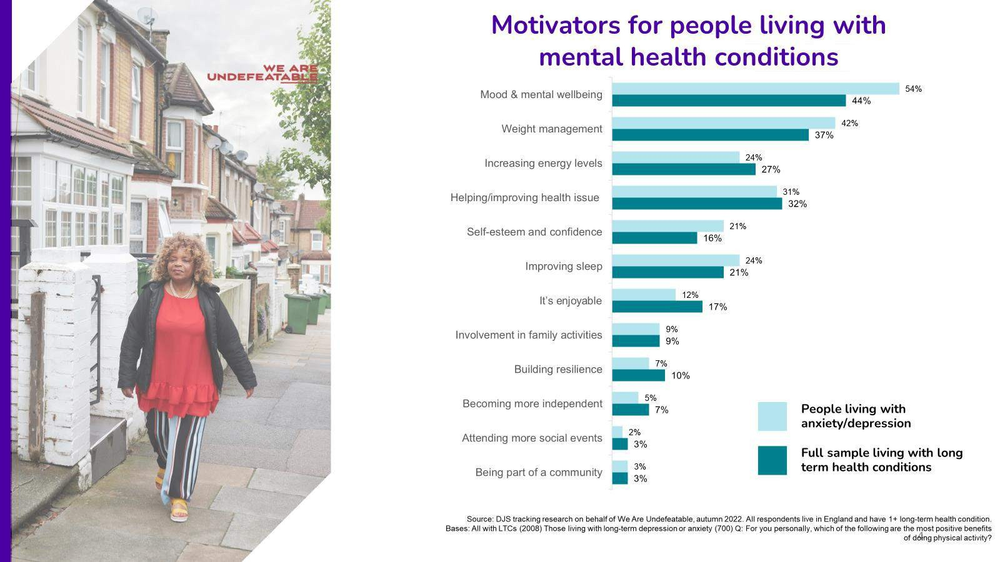 Motivators for people living with
mental health conditions
WE ARE
UNDEFEATABLE
Mood & mental wellbeing
54%
44%
Weight management
42%
37%
Increasing energy levels
24%
27%
Helping/improving health issue
31%
32%
Self-esteem and confidence
21%
16%
Improving sleep
24%
21%
It’s enjoyable
12%
17%
Involvement in family activities
9%
9%
Building resilience
7%
10%
Becoming more independent
5%
7%
Attending more social events
2%
3%
Being part of a community
3%
3%
People living with
anxiety/depression
Full sample living with long
term health conditions
Source: DJS tracking research on behalf of We Are Undefeatable, autumn 2022. All respondents live in England and have 1+ long-term health condition.
Bases: All with LTCs (2008) Those living with long-term depression or anxiety (700) Q: For you personally, which of the following are the most positive benefits
of doing physical activity?
4